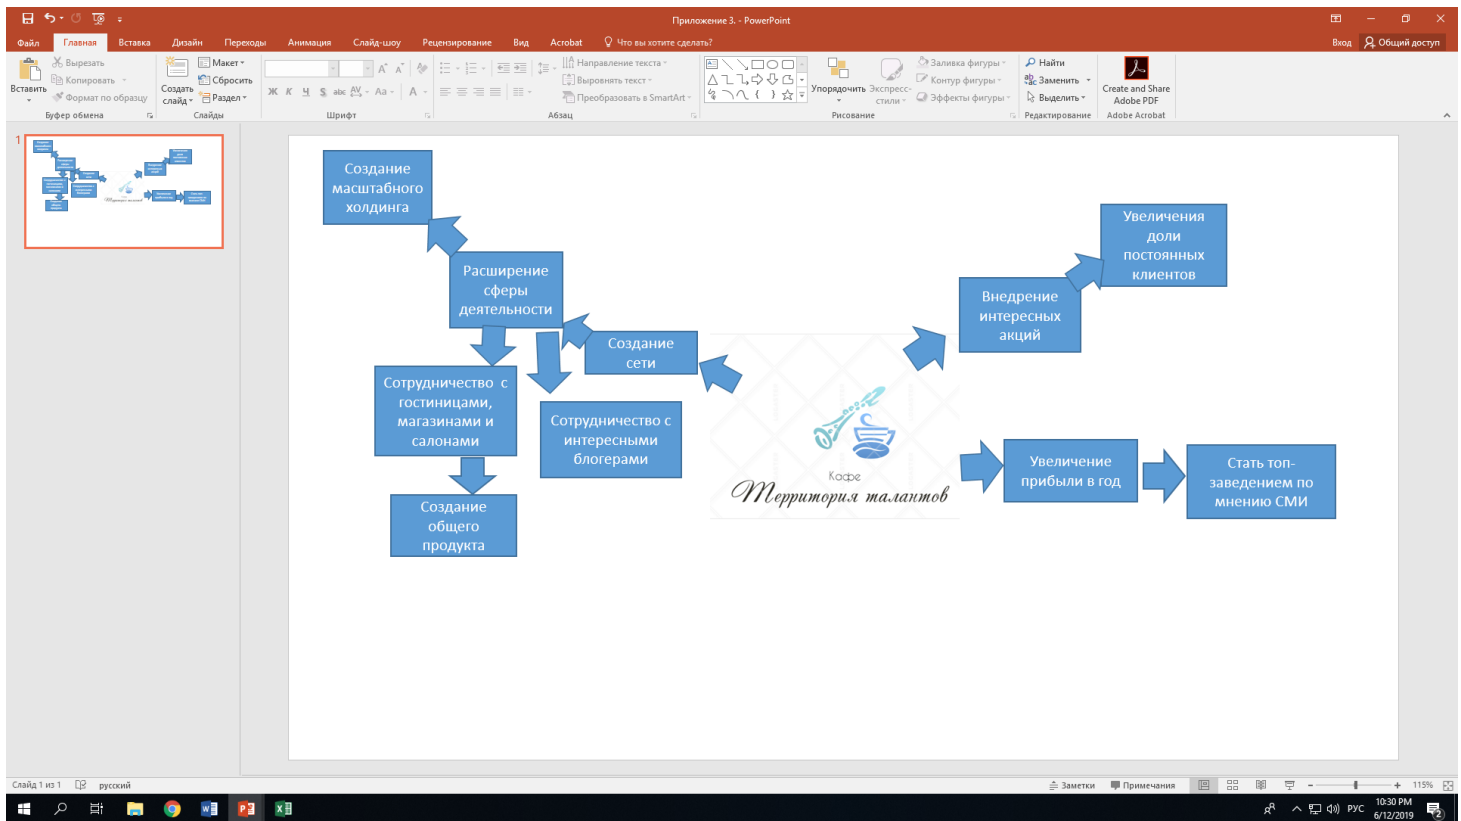 Приложение 3. - PowerPoint
Файл Главная Вставка Дизайн Переходы Анимация Слайд-шоу Рецензирование Вид Acrobat Что вы хотите сделать? Вход Общий доступ
Вставить
Вырезать
Копировать
Формат по образцу
Буфер обмена
Создать
слайд
Макет
Сбросить
Раздел
Слайды
Ж К Ч S abc AV Aa A
Шрифт
Направление текста
Выровнять текст
Преобразовать в SmartArt
Абзац
Упорядочить
Экспресс-
стили
Заливка фигуры
Контур фигуры
Эффекты фигуры
Рисование
Найти
Заменить
Выделить
Редактирование
Create and Share
Adobe PDF
Adobe Acrobat
1
Создание
масштабного
холдинга
Расширение
сферы
деятельности
Создание
сети
Сотрудничество с
гостиницами,
магазинами и
салонами
Сотрудничество с
интересными
блогерами
Создание
общего
продукта
Кафе
Территория талантов
Внедрение
интересных
акций
Увеличения
доли
постоянных
клиентов
Увеличение
прибыли в год
Стать топ-
заведением по
мнению СМИ
Слайд 1 из 1 русский Заметки Примечания 115%
РУС 10:30 PM
6/12/2019